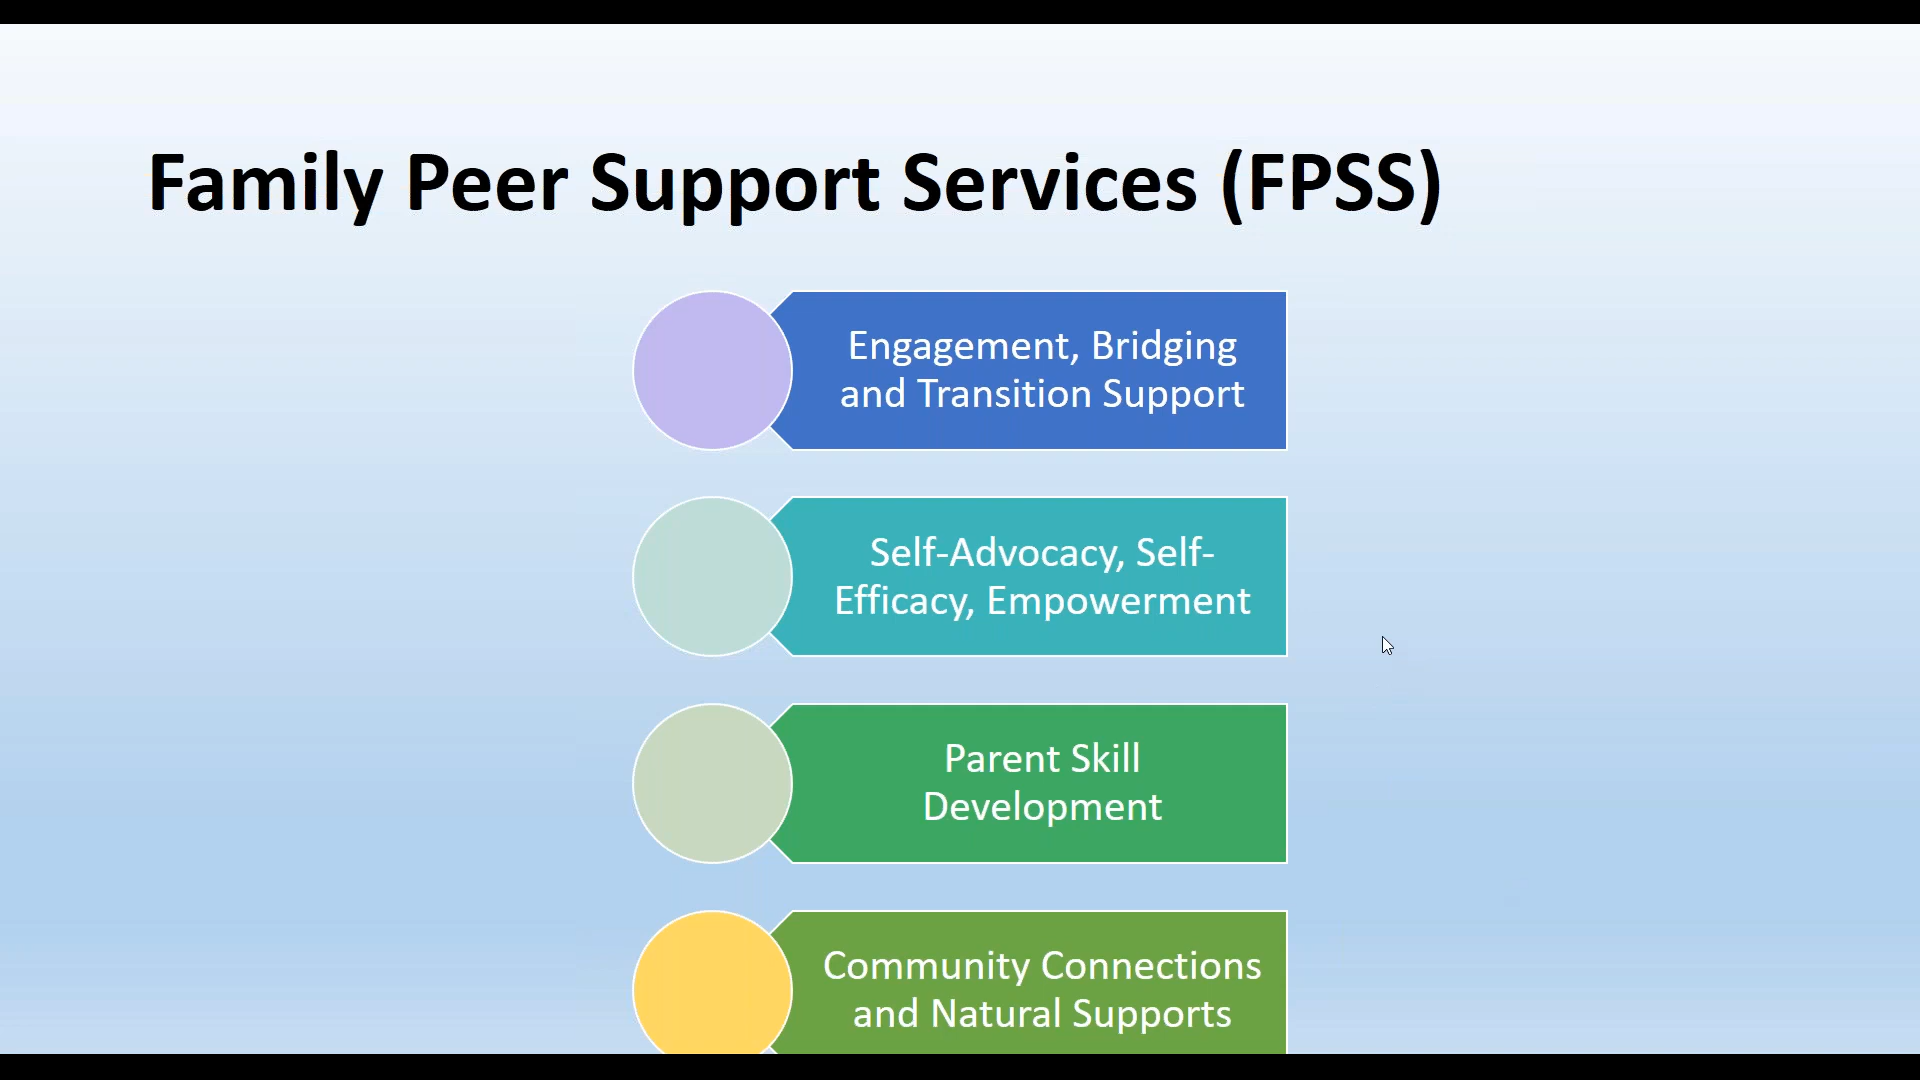 Family Peer Support Services (FPSS)
Engagement, Bridging
and Transition Support
Self-Advocacy, Self-
Efficacy, Empowerment
Parent Skill
Development
Community Connections
and Natural Supports